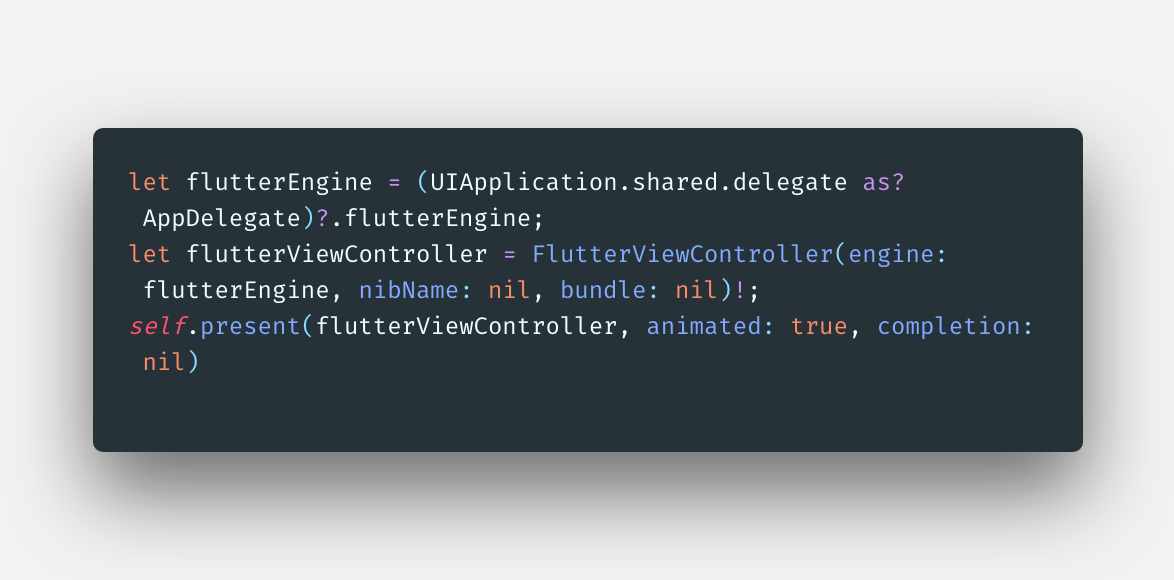 let flutterEngine = (UIApplication.shared.delegate as?
AppDelegate)?.flutterEngine;
let flutterViewController = FlutterViewController(engine:
flutterEngine, nibName: nil, bundle: nil)!;
self.present(flutterViewController, animated: true, completion:
nil)